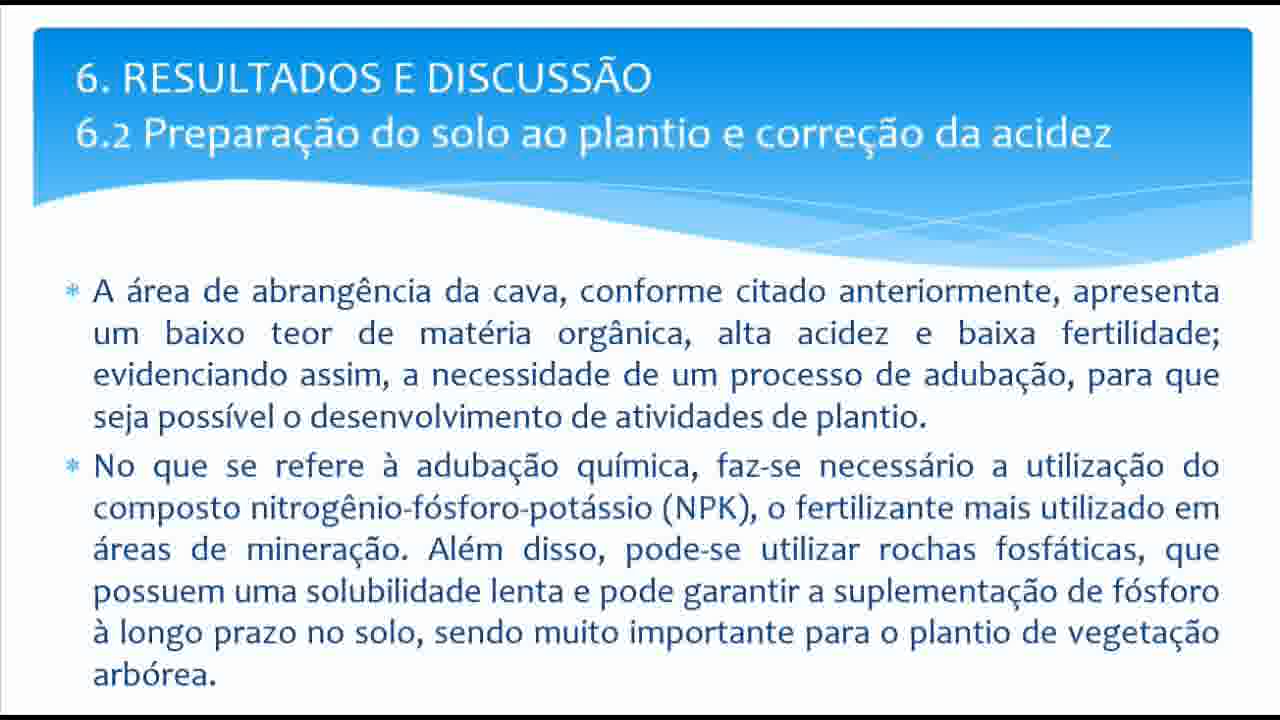 6. RESULTADOS E DISCUSSÃO
6.2 Preparação do solo ao plantio e correção da acidez
* A área de abrangência da cava, conforme citado anteriormente, apresenta
um baixo teor de matéria orgânica, alta acidez e baixa fertilidade;
evidenciando assim, a necessidade de um processo de adubação, para que
seja possível o desenvolvimento de atividades de plantio.
* No que se refere à adubação química, faz-se necessário a utilização do
composto nitrogênio-fósforo-potássio (NPK), o fertilizante mais utilizado em
áreas de mineração. Além disso, pode-se utilizar rochas fosfáticas, que
possuem uma solubilidade lenta e pode garantir a suplementação de fósforo
à longo prazo no solo, sendo muito importante para o plantio de vegetação
arbórea.